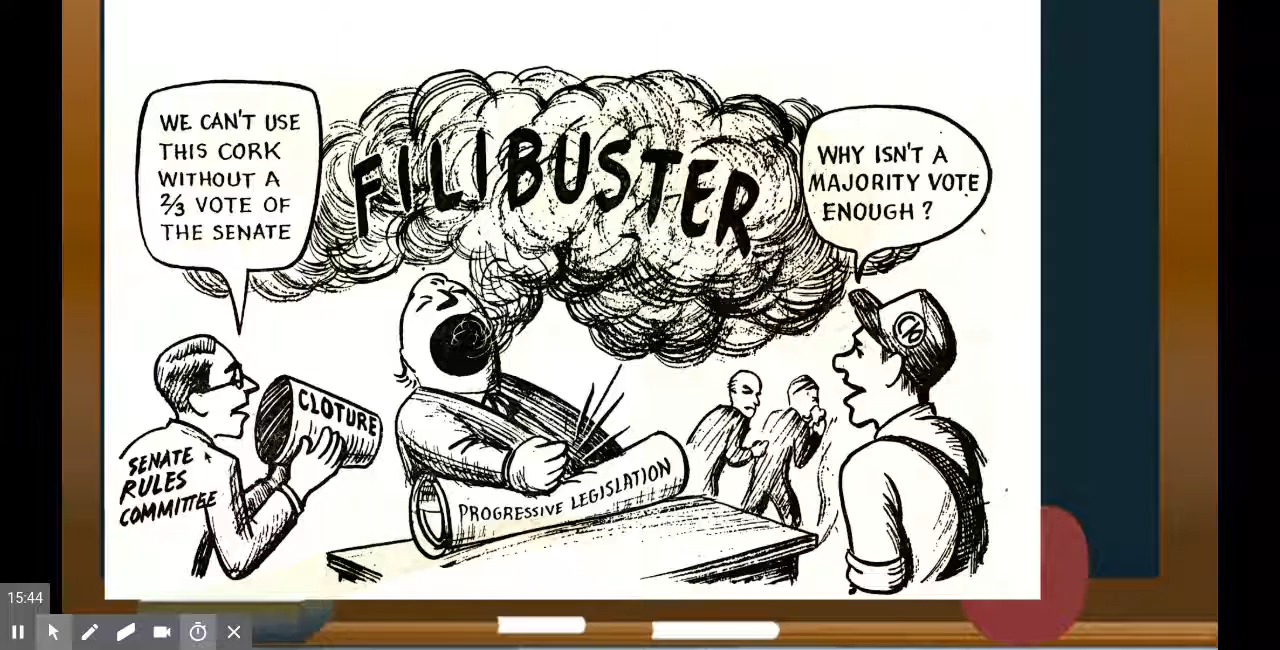 WE CAN'T USE
THIS CORK
WITHOUT A
2/3 VOTE OF
THE SENATE
FILIBUSTER
WHY ISN'T A
MAJORITY VOTE
ENOUGH?
CLOTURE
SENATE
RULES
COMMITTEE
PROGRESSIVE LEGISLATION
15:44